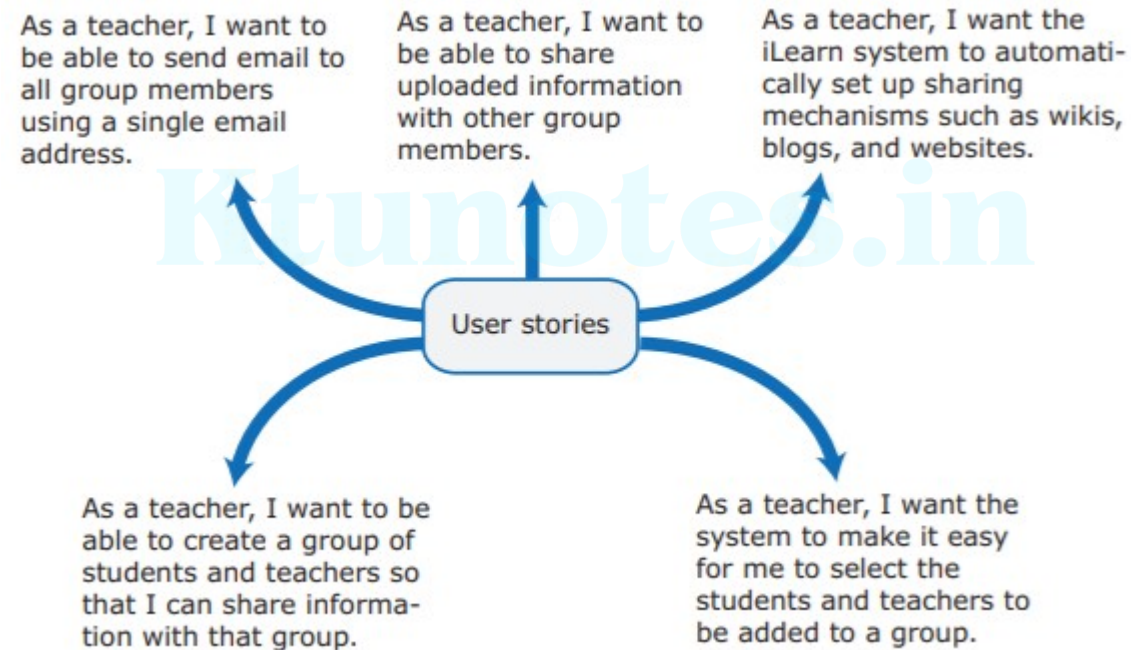 As a teacher, I want to
be able to send email to
all group members
using a single email
address.
As a teacher, I want to
be able to share
uploaded information
with other group
members.
As a teacher, I want the
iLearn system to automati-
cally set up sharing
mechanisms such as wikis,
blogs, and websites.
Ktunotes.in
User stories
As a teacher, I want to be
able to create a group of
students and teachers so
that I can share informa-
tion with that group.
As a teacher, I want the
system to make it easy
for me to select the
students and teachers to
be added to a group.